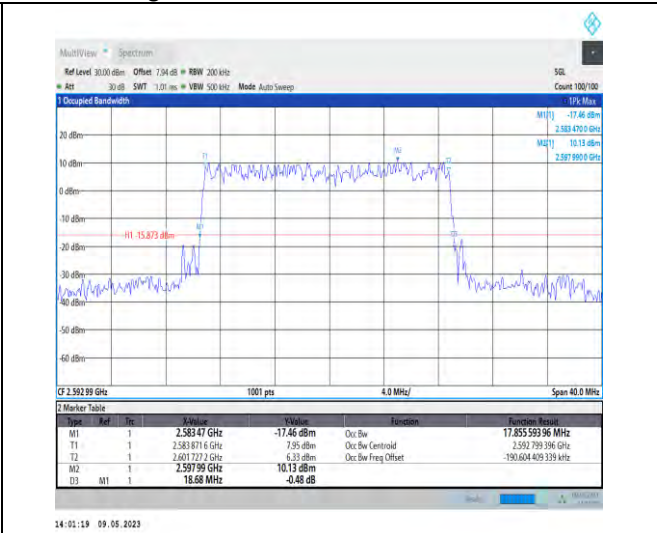 MultiView Spectrum
Ref Level 30.00 dBm Offset 7.94 dB RBW 200 kHz SGL
Att 30 dB SWT 1.01 ms VBW 500 kHz Mode Auto Sweep Count 100/100
1 Occupied Bandwidth 1Pk Max
M1[1] -17.46 dBm
2.583 4700 GHz
M2[1] 10.13 dBm
2.597 9900 GHz
20 dBm
10 dBm
0 dBm
-10 dBm
H1 -15.873 dBm
-20 dBm
-30 dBm
-40 dBm
-50 dBm
-60 dBm
T1
M2
T2
M1
D3
CF 2.592 99 GHz 1001 pts 4.0 MHz/ Span 40.0 MHz
2 Marker Table
Type Ref Trc X-Value Y-Value Function Function Result
M1 1 2.583 47 GHz -17.46 dBm Occ Bw 17.855 593 96 MHz
T1 1 2.583 871 6 GHz 7.95 dBm Occ Bw Centroid 2.592 799 396 GHz
T2 1 2.601 727 2 GHz 6.33 dBm Occ Bw Freq Offset -190.604 409 339 kHz
M2 1 2.597 99 GHz 10.13 dBm
D3 M1 1 18.68 MHz -0.48 dB
14:01:19 09.05.2023